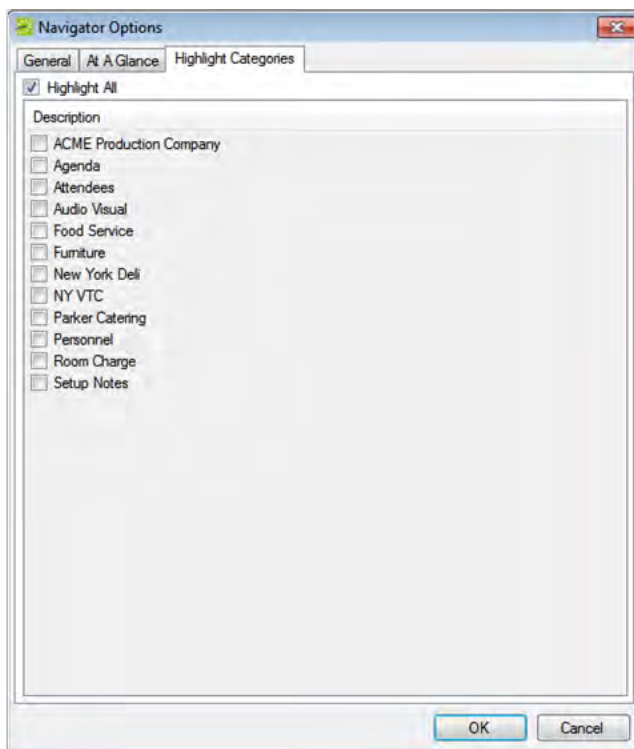 Navigator Options
General At A Glance Highlight Categories
Highlight All
Description
ACME Production Company
Agenda
Attendees
Audio Visual
Food Service
Furniture
New York Deli
NY VTC
Parker Catering
Personnel
Room Charge
Setup Notes
OK Cancel